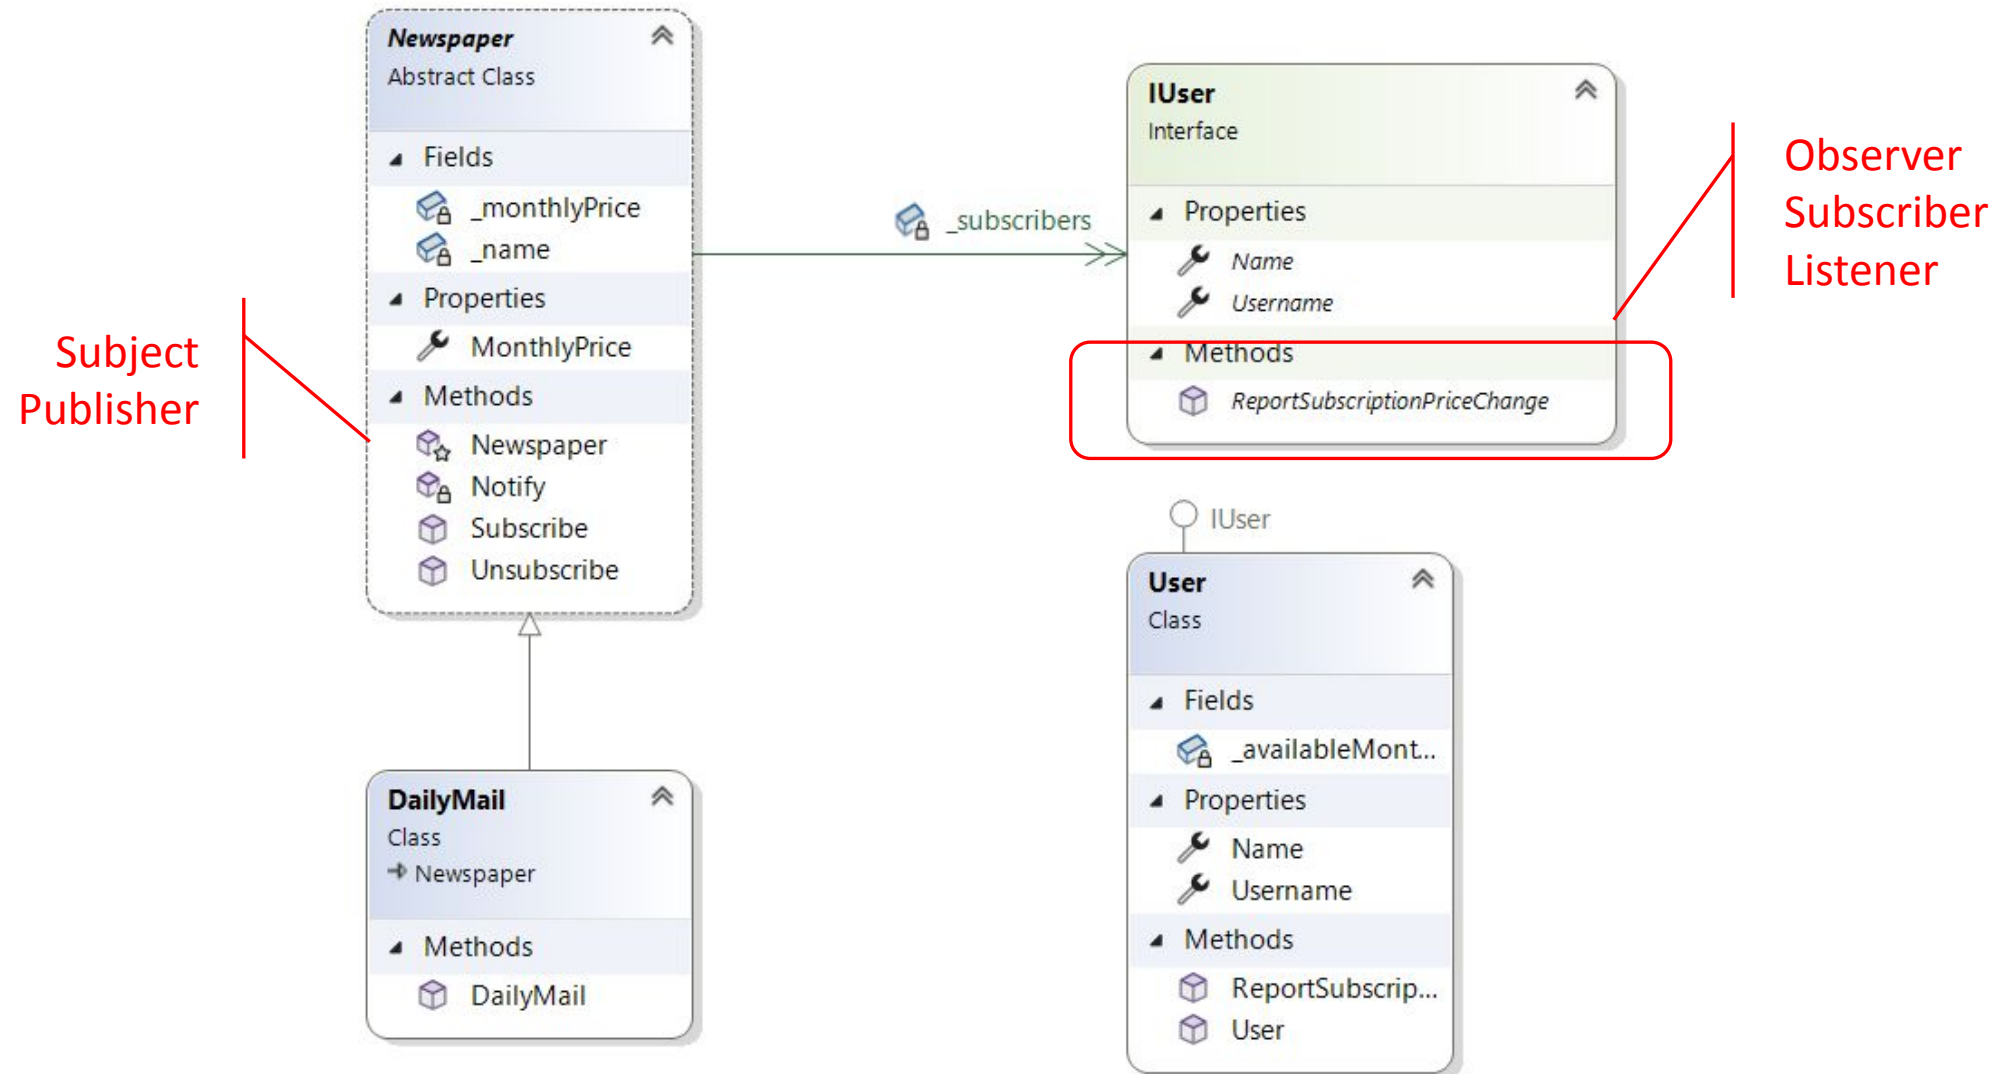 Newspaper
Abstract Class
Fields
_monthlyPrice
_name
Properties
MonthlyPrice
Methods
Newspaper
Notify
Subscribe
Unsubscribe
Subject
Publisher
_subscribers
IUser
Interface
Properties
Name
Username
Methods
ReportSubscriptionPriceChange
Observer
Subscriber
Listener
DailyMail
Class
Newspaper
Methods
DailyMail
IUser
User
Class
Fields
_availableMont...
Properties
Name
Username
Methods
ReportSubscrip...
User